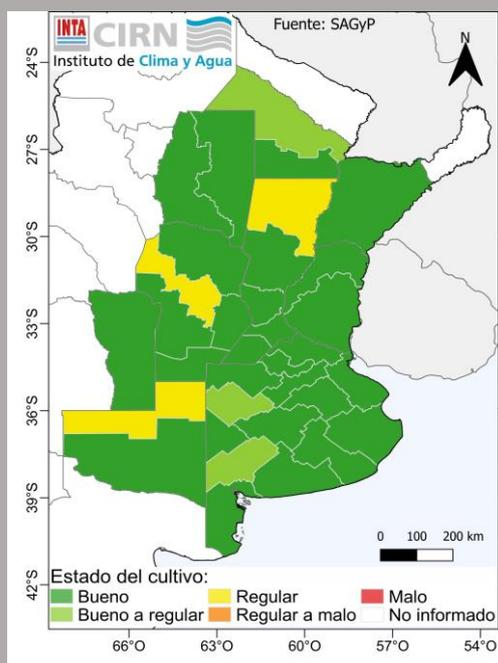 INTA
CIRN
Instituto de Clima y Agua
Fuente: SAGyP
N
24°S
27°S
30°S
33°S
36°S
39°S
42°S
0 100 200 km
Estado del cultivo:
Bueno
Regular
Malo
Bueno a regular
Regular a malo
No informado
66°O
63°O
60°O
57°O
54°O